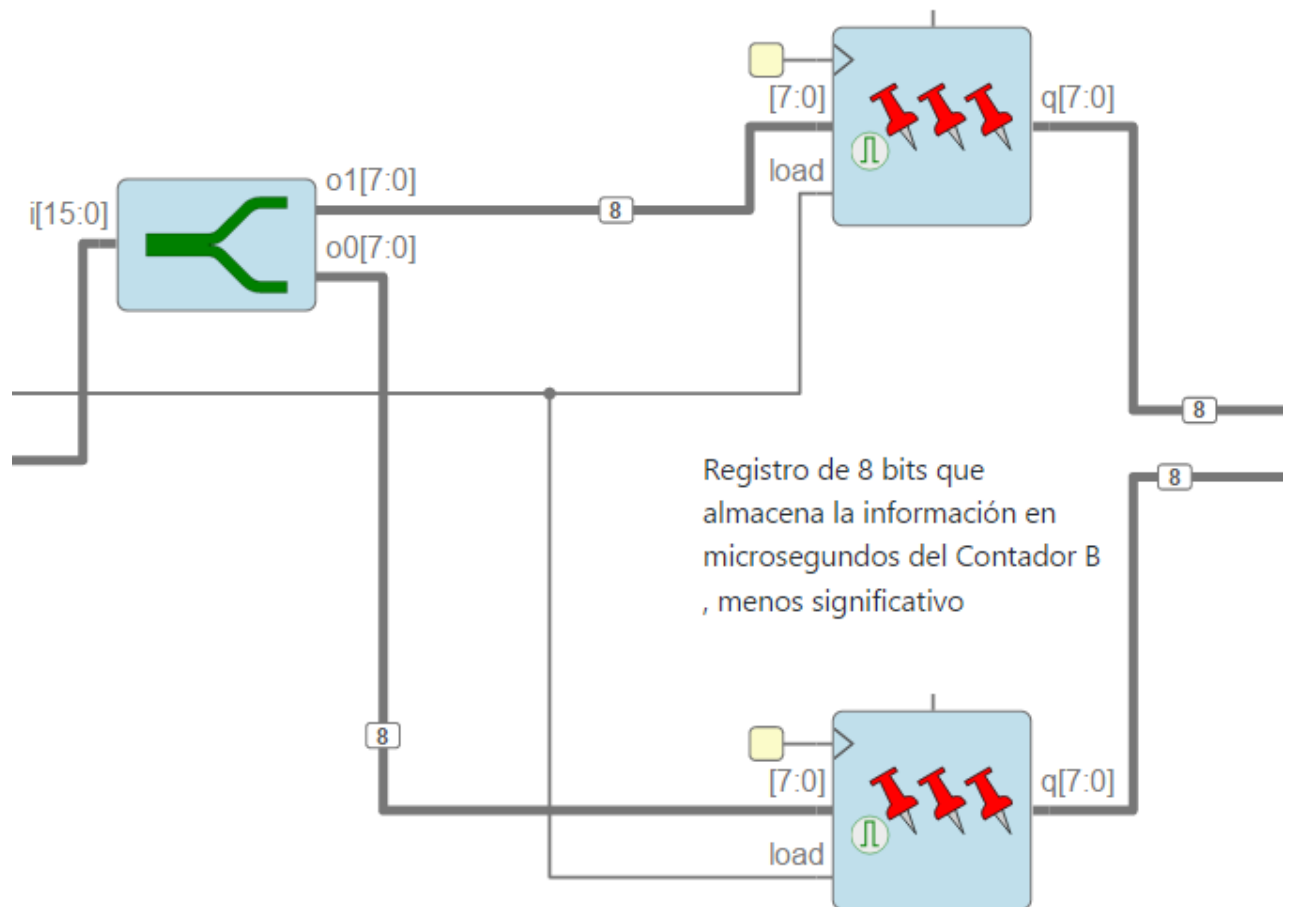 [7:0]
q[7:0]
load
o1[7:0]
i[15:0]
8
o0[7:0]
8
Registro de 8 bits que
almacena la información en
microsegundos del Contador B
, menos significativo
8
8
[7:0]
q[7:0]
load